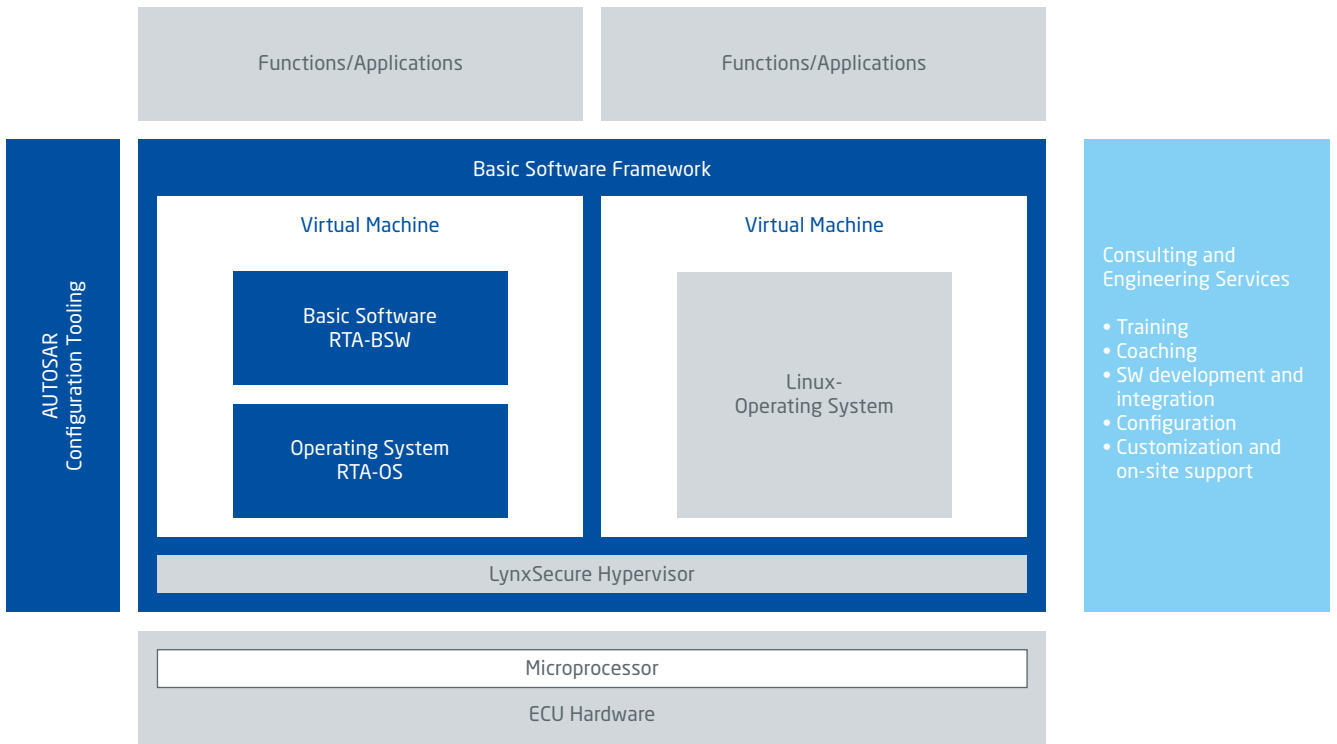 Functions/Applications
Functions/Applications
AUTOSAR
Configuration Tooling
Basic Software Framework
Virtual Machine
Basic Software
RTA-BSW
Operating System
RTA-OS
Virtual Machine
Linux-
Operating System
LynxSecure Hypervisor
Microprocessor
ECU Hardware
Consulting and
Engineering Services
• Training
• Coaching
• SW development and
integration
• Configuration
• Customization and
on-site support